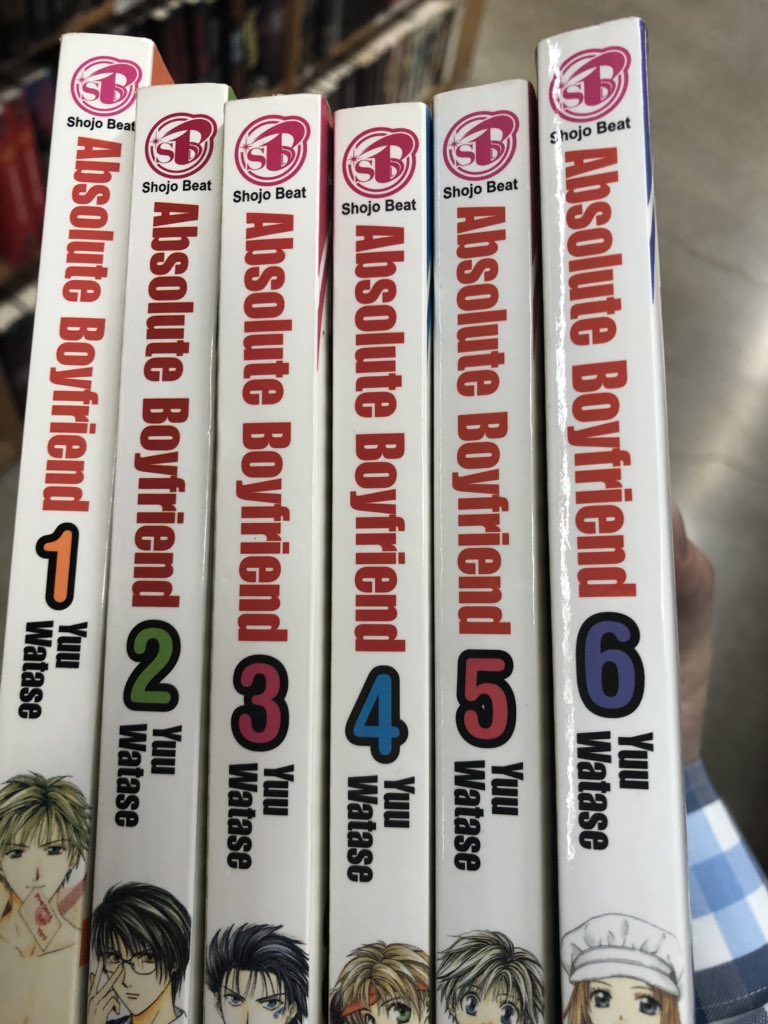 SB
Shojo Beat
Absolute Boyfriend
1
Yuu
Watase
SB
Shojo Beat
Absolute Boyfriend
2
Yuu
Watase
SB
Shojo Beat
Absolute Boyfriend
3
Yuu
Watase
SB
Shojo Beat
Absolute Boyfriend
4
Yuu
Watase
SB
Shojo Beat
Absolute Boyfriend
5
Yuu
Watase
SB
Shojo Beat
Absolute Boyfriend
6
Yuu
Watase